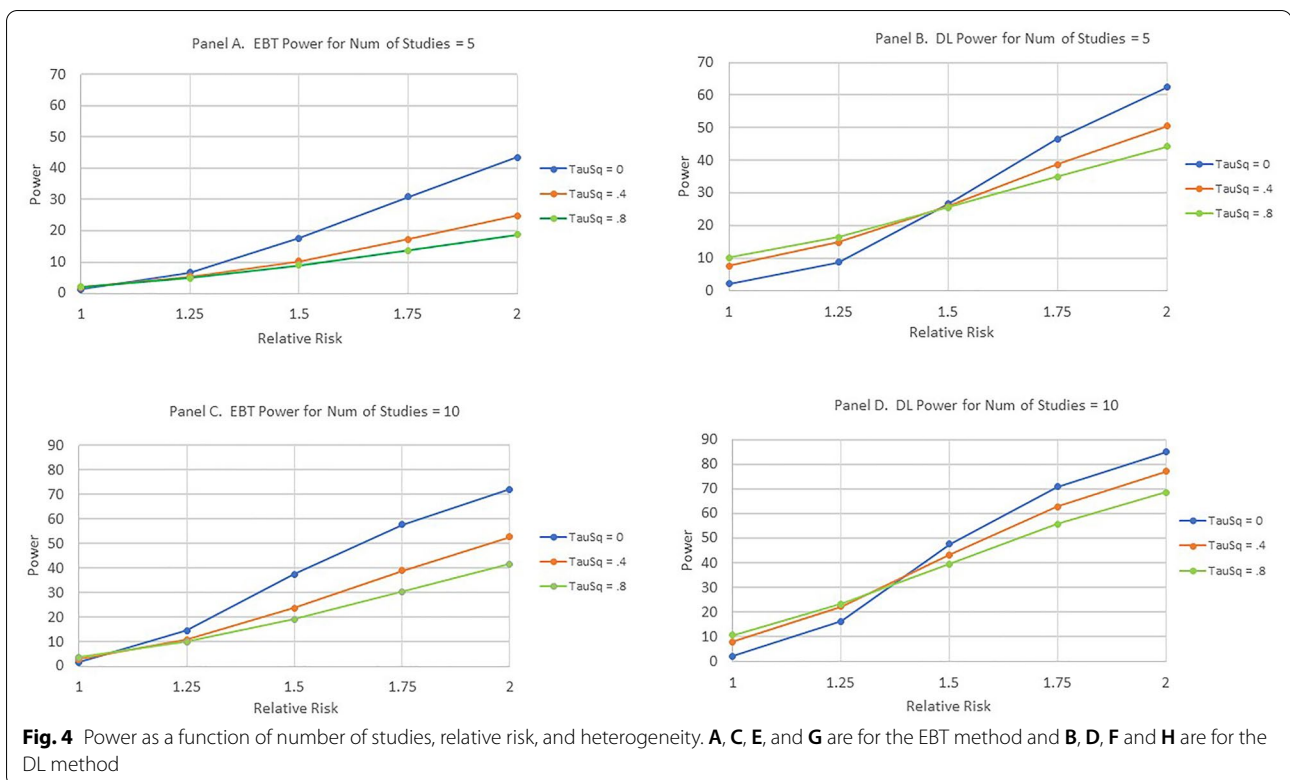 Panel A. EBT Power for Num of Studies = 5
70
60
50
40
30
20
10
0
Power
1 1.25 1.5 1.75 2
Relative Risk
TauSq = 0
TauSq = .4
TauSq = .8
Panel B. DL Power for Num of Studies = 5
70
60
50
40
30
20
10
0
Power
1 1.25 1.5 1.75 2
Relative Risk
TauSq = 0
TauSq = .4
TauSq = .8
Panel C. EBT Power for Num of Studies = 10
90
80
70
60
50
40
30
20
10
0
Power
1 1.25 1.5 1.75 2
Relative Risk
TauSq = 0
TauSq = .4
TauSq = .8
Panel D. DL Power for Num of Studies = 10
90
80
70
60
50
40
30
20
10
0
Power
1 1.25 1.5 1.75 2
Relative Risk
TauSq = 0
TauSq = .4
TauSq = .8
Fig. 4 Power as a function of number of studies, relative risk, and heterogeneity. A, C, E, and G are for the EBT method and B, D, F and H are for the
DL method